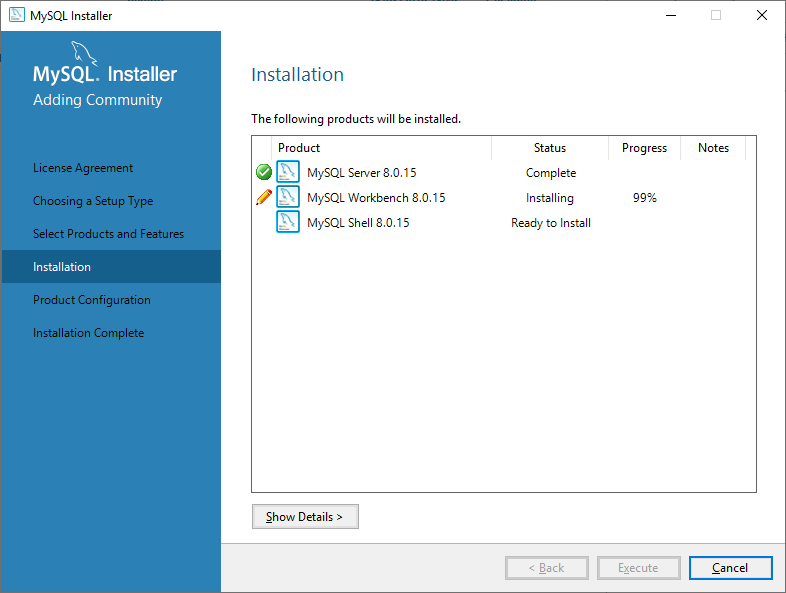 MySQL Installer
MySQL. Installer
Adding Community
License Agreement
Choosing a Setup Type
Select Products and Features
Installation
Product Configuration
Installation Complete
Installation
The following products will be installed.
Product Status Progress Notes
MySQL Server 8.0.15 Complete
MySQL Workbench 8.0.15 Installing 99%
MySQL Shell 8.0.15 Ready to Install
Show Details >
< Back Execute Cancel